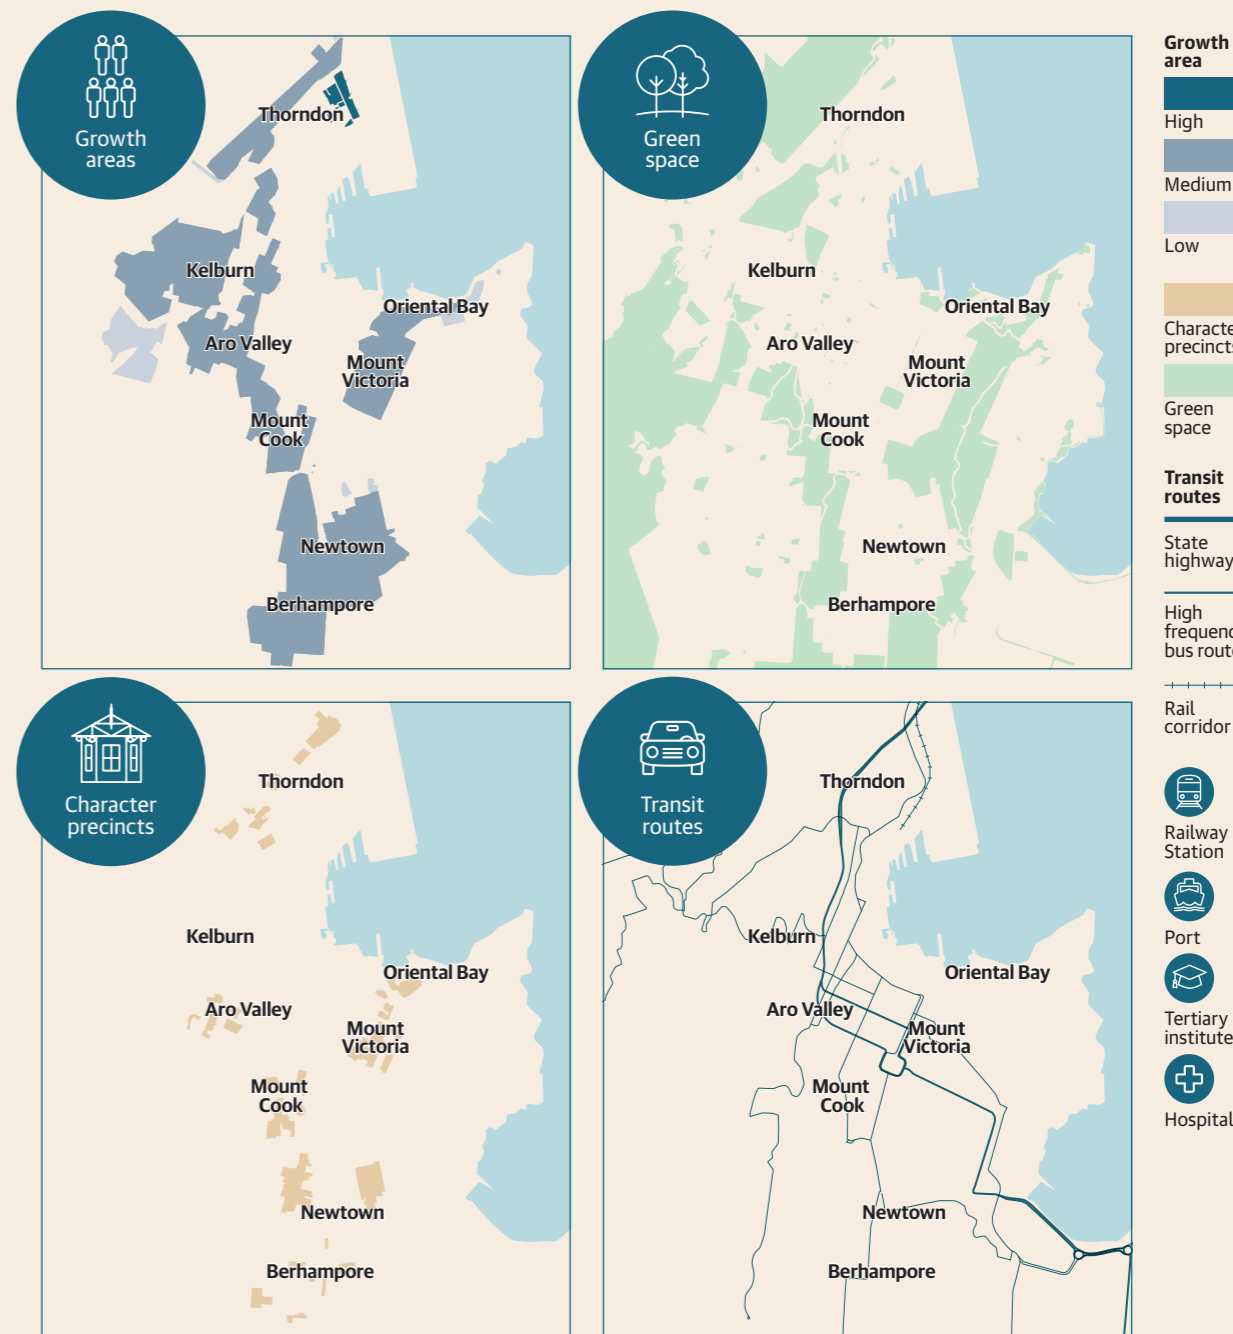 Growth
areas
Thorndon
Kelburn
Oriental Bay
Aro Valley
Mount
Victoria
Mount
Cook
Newtown
Berhampore
Green
space
Thorndon
Kelburn
Oriental Bay
Aro Valley
Mount
Victoria
Mount
Cook
Newtown
Berhampore
Character
precincts
Thorndon
Kelburn
Oriental Bay
Aro Valley
Mount
Victoria
Mount
Cook
Newtown
Berhampore
Transit
routes
Thorndon
Kelburn
Oriental Bay
Aro Valley
Mount
Victoria
Mount
Cook
Newtown
Berhampore
Growth
area
High
Medium
Low
Characte
precincts
Green
space
Transit
routes
State
highway
High
frequenc
bus rout
Rail
corridor
Railway
Station
Port
Tertiary
institute
Hospital